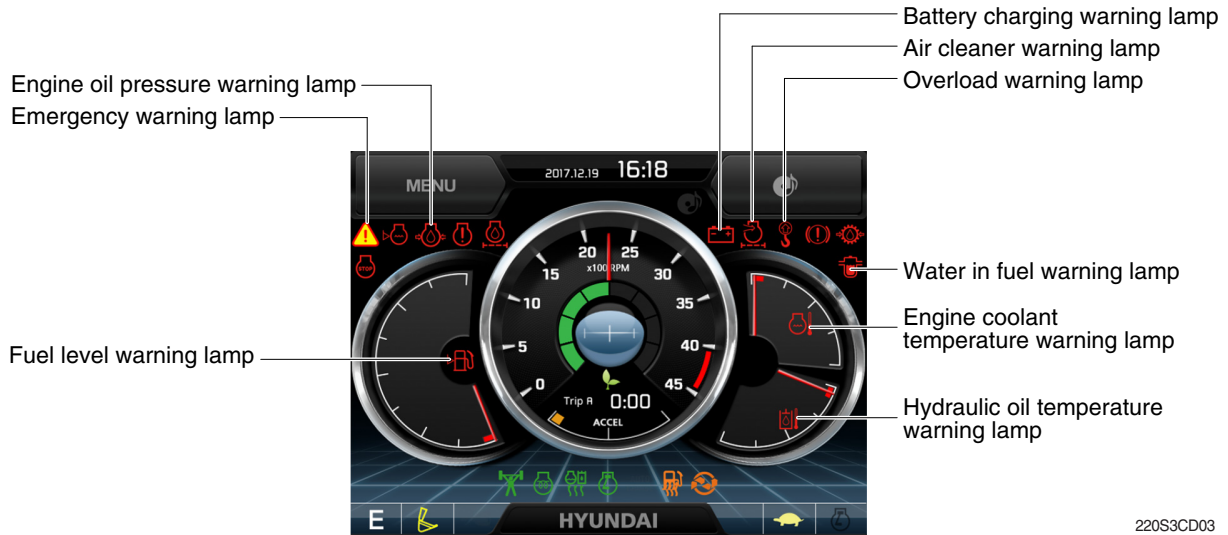 Battery charging warning lamp
Air cleaner warning lamp
Overload warning lamp
Engine oil pressure warning lamp
Emergency warning lamp
MENU
2017.12.19 16:18
20 25
x100 RPM
15 30
10 35
5 40
0 45
STOP
Trip A 0:00
ACCEL
Fuel level warning lamp
Water in fuel warning lamp
Engine coolant
temperature warning lamp
Hydraulic oil temperature
warning lamp
E
HYUNDAI
220S3CD03